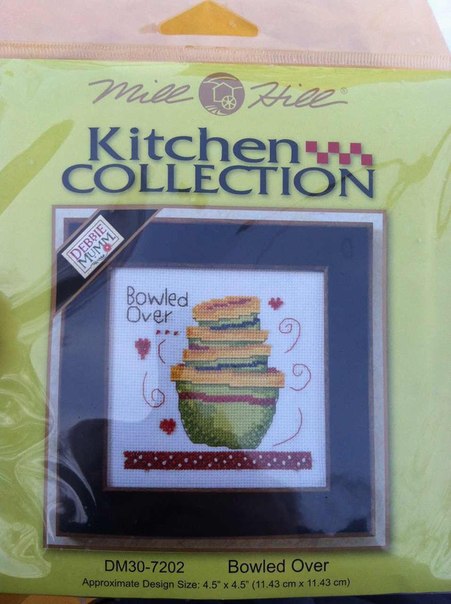 Mill Hill®
Kitchen
COLLECTION
DEBBIE
MUMM
Bowled
Over
DM30-7202 Bowled Over
Approximate Design Size: 4.5" x 4.5" (11.43 cm x 11.43 cm)